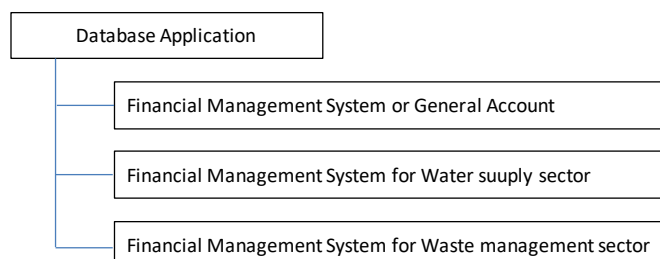 Database Application
Financial Management System or General Account
Financial Management System for Water suuply sector
Financial Management System for Waste management sector